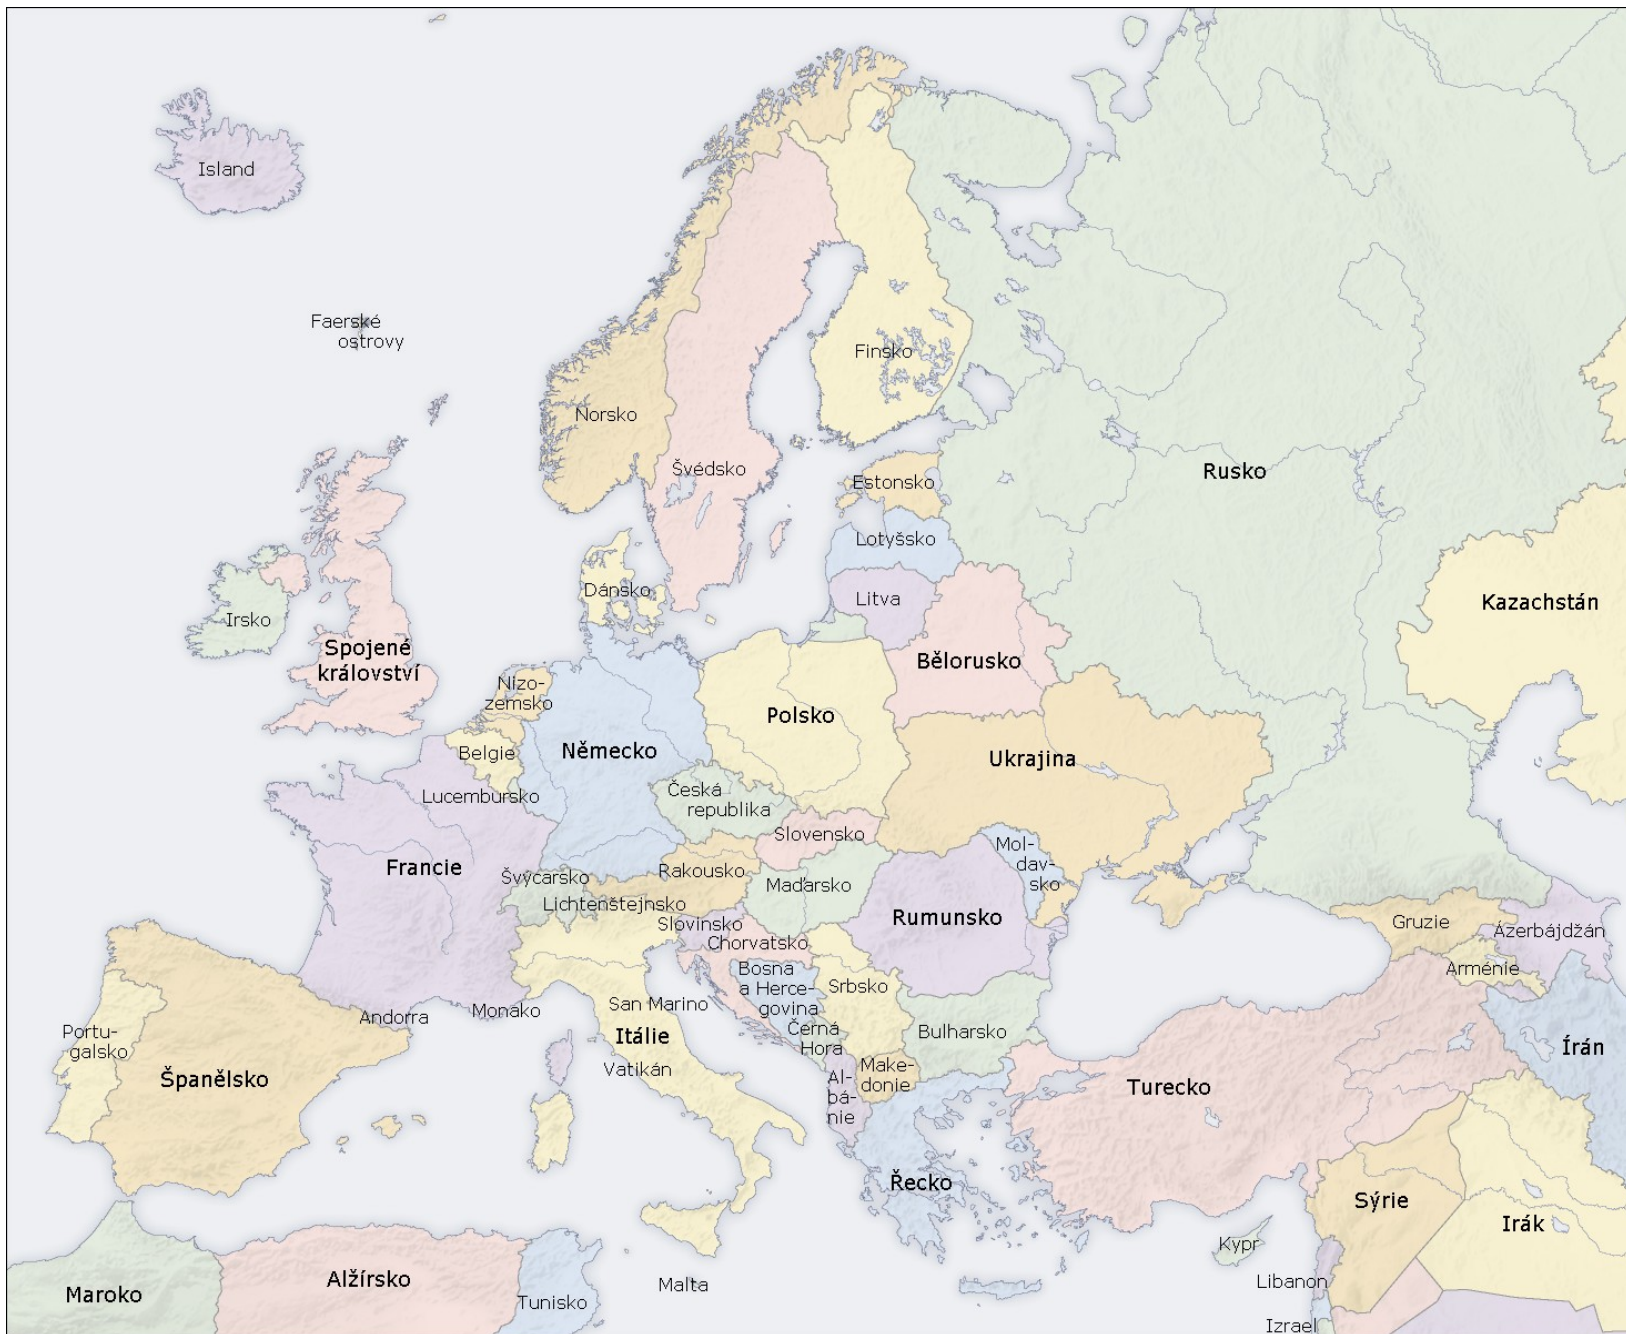 Island
Faerské
ostrovy
Finsko
Norsko
Švédsko
Rusko
Estonsko
Lotyšsko
Dánsko
Litva
Kazachstán
Irsko
Spojené
království
Bělorusko
Nizo-
zemsko
Polsko
Německo
Belgie
Ukrajina
Lucembursko
Česká
republika
Slovensko
Mol-
dav-
sko
Francie
Švýcarsko
Rakousko
Maďarsko
Lichtenštejnsko
Rumunsko
Slovinsko
Chorvatsko
Gruzie
Ázerbájdžán
Bosna
a Herce-
govina
Srbsko
Arménie
Andorra
Monako
San Marino
Itálie
Vatikán
Černá
Hora
Bulharsko
Portu-
galsko
Španělsko
Al-
bá-
nie
Make-
donie
Turecko
Írán
Řecko
Sýrie
Irák
Kypr
Maroko
Alžírsko
Tunisko
Malta
Libanon
Izrael